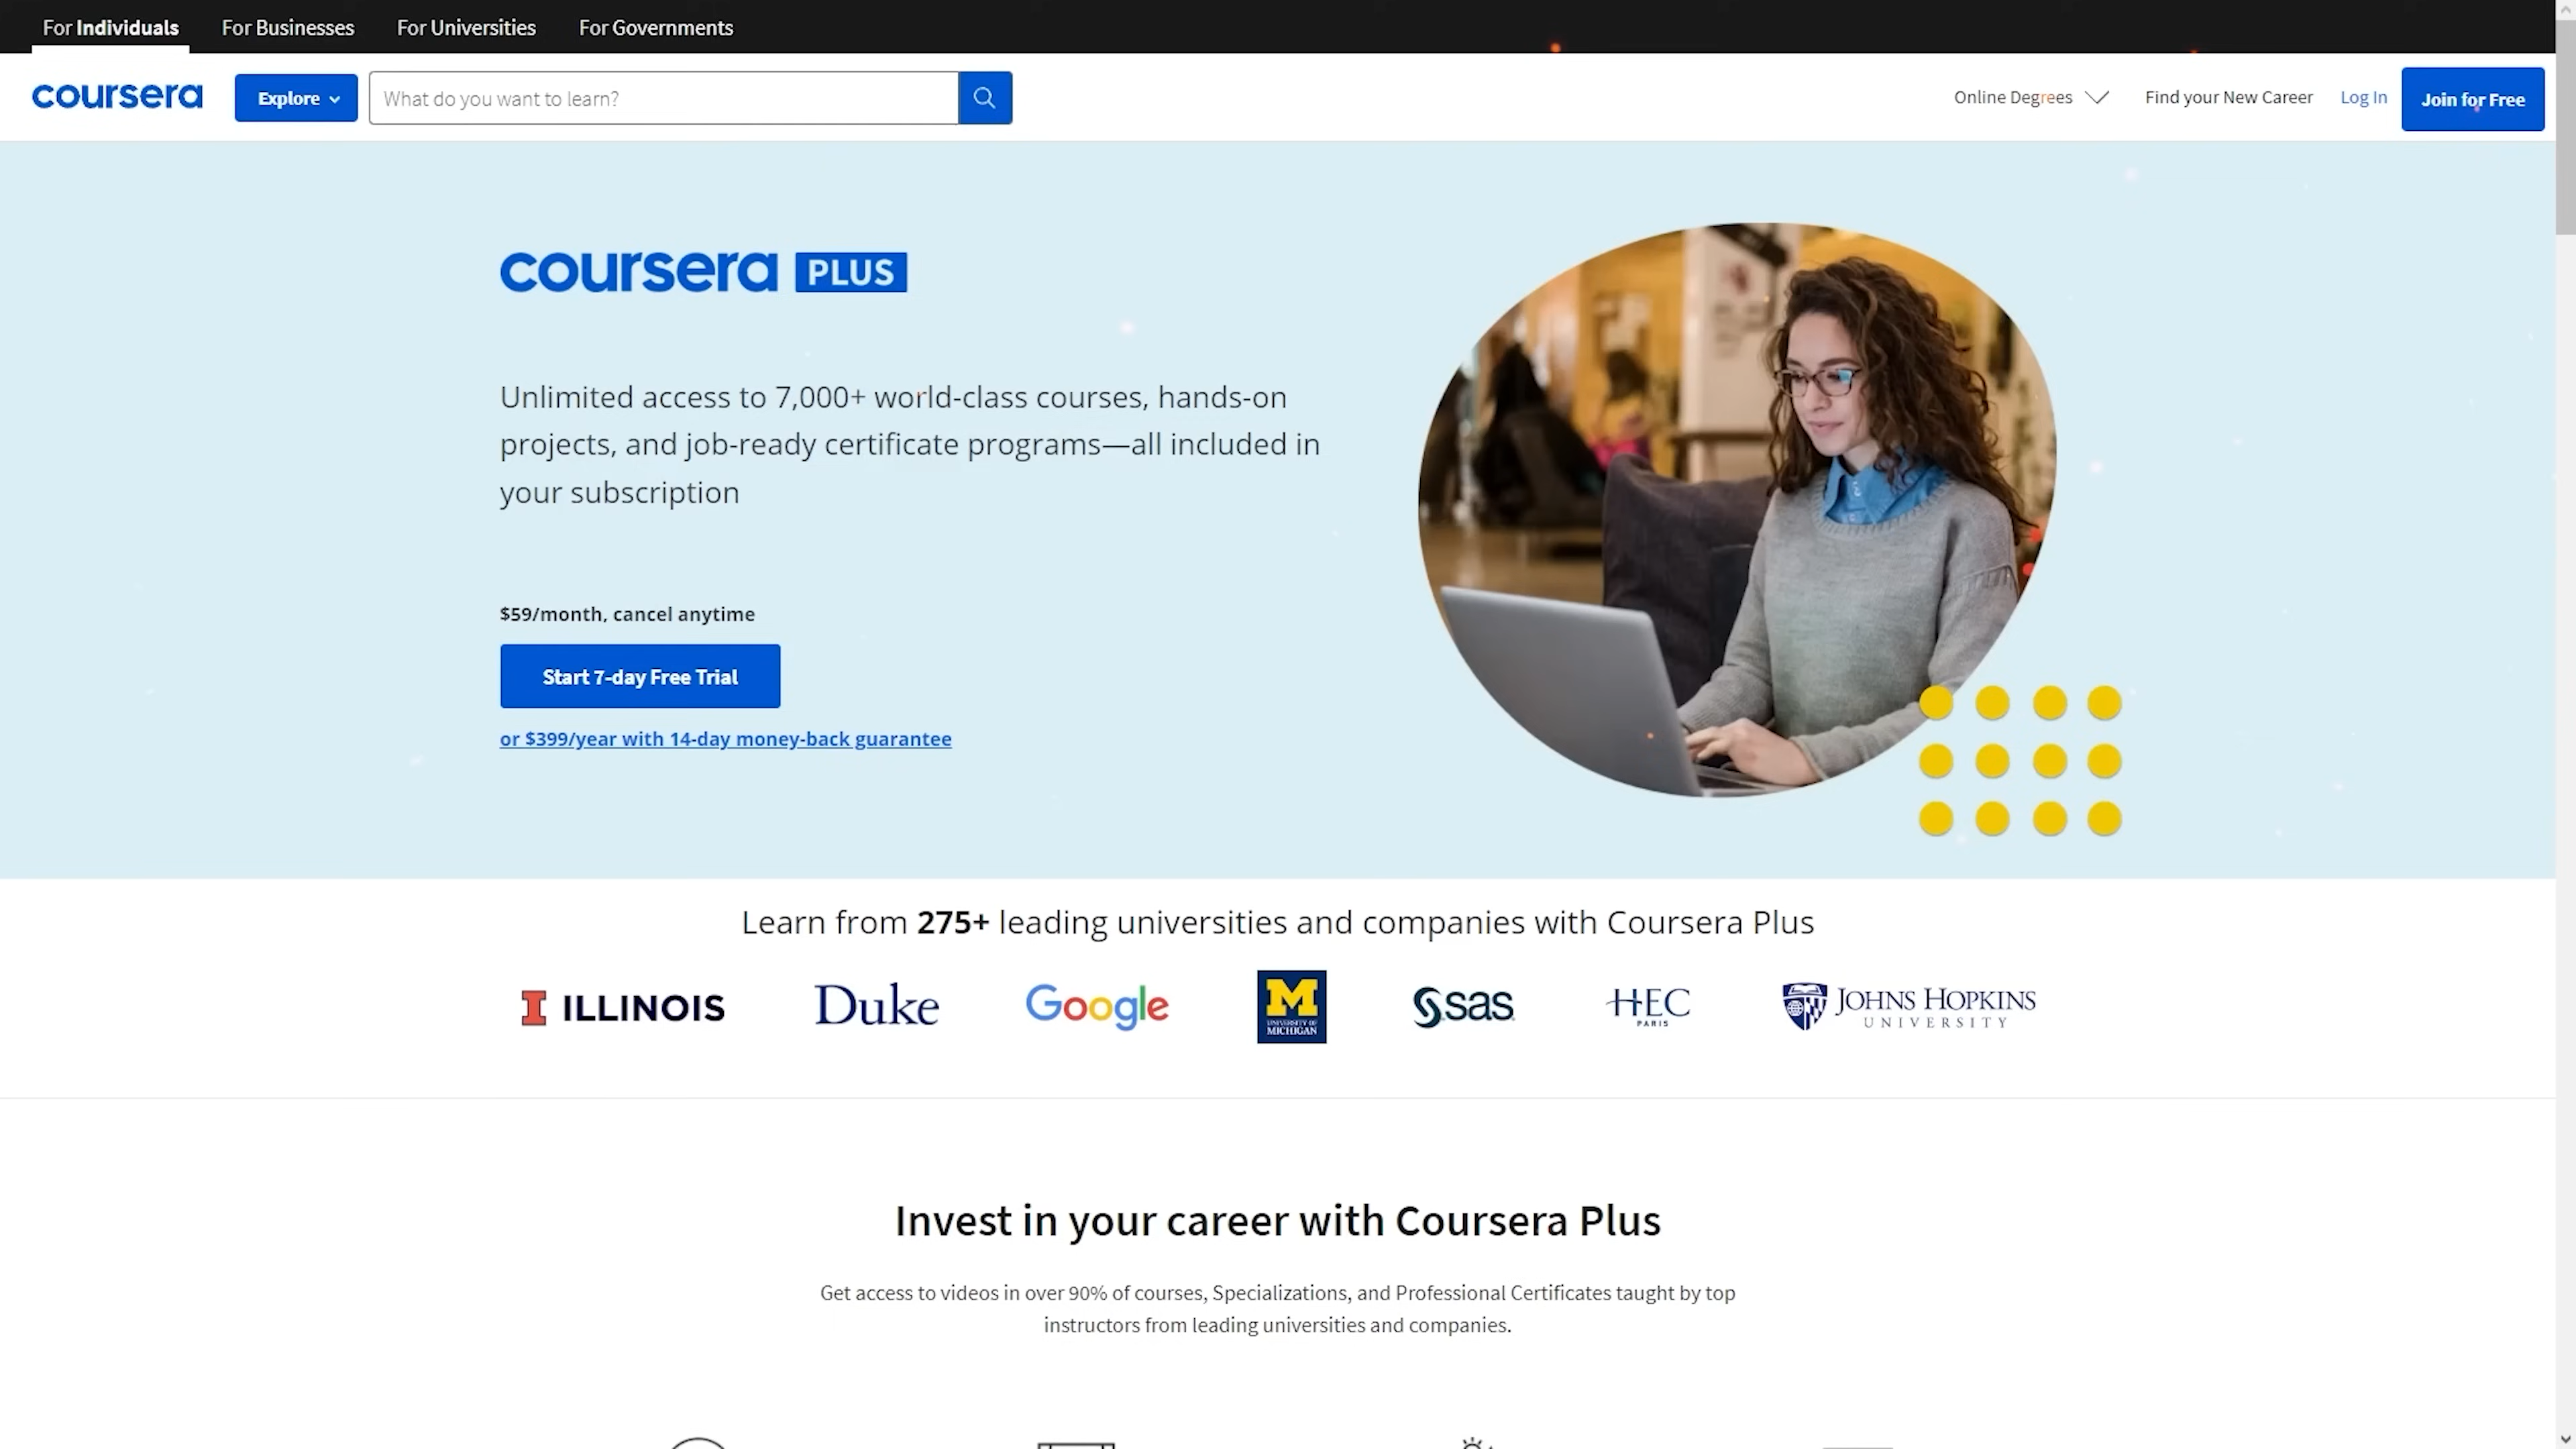 For Individuals For Businesses For Universities For Governments
coursera Explore What do you want to learn? Online Degrees Find your New Career Log In Join for Free
coursera PLUS
Unlimited access to 7,000+ world-class courses, hands-on
projects, and job-ready certificate programs—all included in
your subscription
$59/month, cancel anytime
Start 7-day Free Trial
or $399/year with 14-day money-back guarantee
Learn from 275+ leading universities and companies with Coursera Plus
I ILLINOIS
Duke
Google
M
UNIVERSITY OF
MICHIGAN
sas
HEC
PARIS
JOHNS HOPKINS
UNIVERSITY
Invest in your career with Coursera Plus
Get access to videos in over 90% of courses, Specializations, and Professional Certificates taught by top
instructors from leading universities and companies.